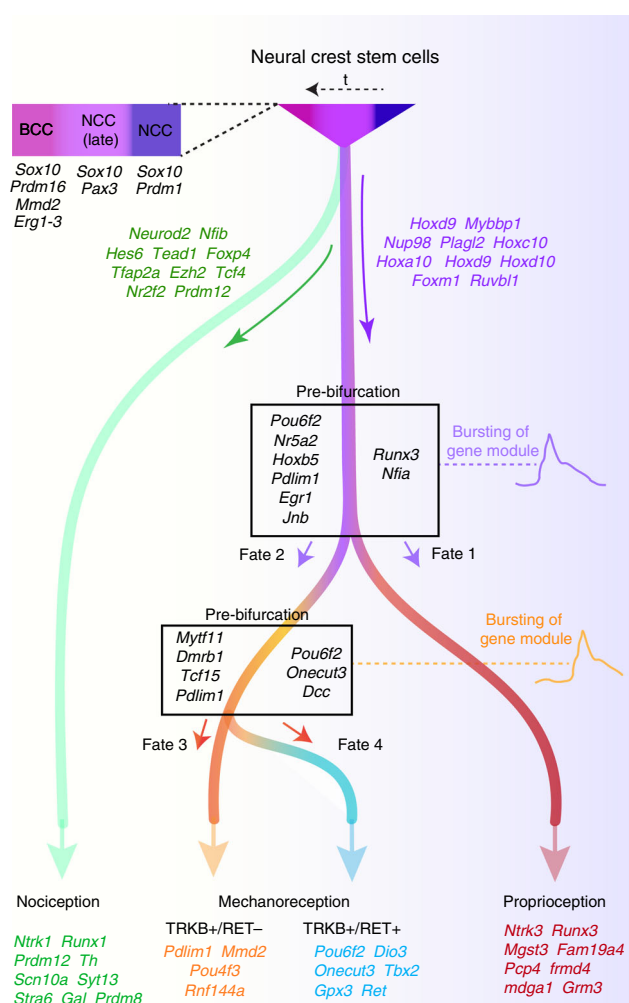 Neural crest stem cells
t
BCC
NCC
(late)
NCC
Sox10
Prdm16
Mmd2
Erg1-3
Sox10
Pax3
Sox10
Prdm1
Neurod2 Nfib
Hes6 Tead1 Foxp4
Tfap2a Ezh2 Tcf4
Nr2f2 Prdm12
Hoxd9 Mybbp1
Nup98 Plagl2 Hoxc10
Hoxa10 Hoxd9 Hoxd10
Foxm1 Ruvbl1
Pre-bifurcation
Pou6f2
Nr5a2
Hoxb5
Pdlim1
Egr1
Jnb
Runx3
Nfia
Bursting of
gene module
Fate 2
Fate 1
Pre-bifurcation
Mytf11
Dmrb1
Tcf15
Pdlim1
Pou6f2
Onecut3
Dcc
Bursting of
gene module
Fate 3
Fate 4
Nociception
Ntrk1 Runx1
Prdm12 Th
Scn10a Syt13
Stra6 Gal Prdm8
Mechanoreception
TRKB+/RET–
Pdlim1 Mmd2
Pou4f3
Rnf144a
TRKB+/RET+
Pou6f2 Dio3
Onecut3 Tbx2
Gpx3 Ret
Proprioception
Ntrk3 Runx3
Mgst3 Fam19a4
Pcp4 frmd4
mdga1 Grm3